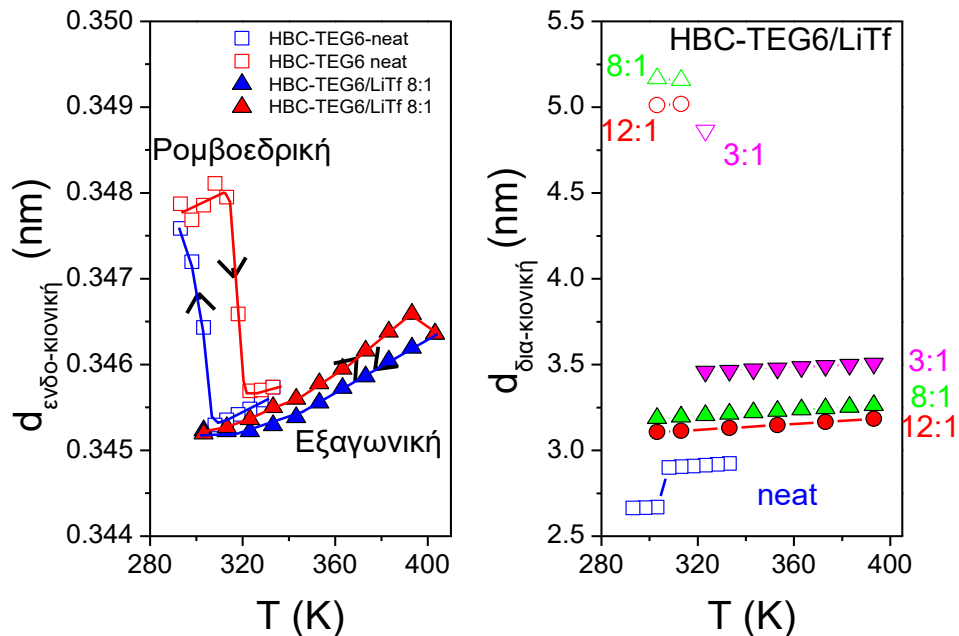 HBC-TEG6-neat
HBC-TEG6 neat
HBC-TEG6/LiTf 8:1
HBC-TEG6/LiTf 8:1
Ρομβοεδρική
Εξαγωνική
0.350
0.349
0.348
0.347
0.346
0.345
0.344
d ενδο-κιονική (nm)
280 320 360 400
T (K)
HBC-TEG6/LiTf
8:1
12:1
3:1
3:1
8:1
12:1
neat
5.5
5.0
4.5
4.0
3.5
3.0
2.5
d δια-κιονική (nm)
280 320 360 400
T (K)